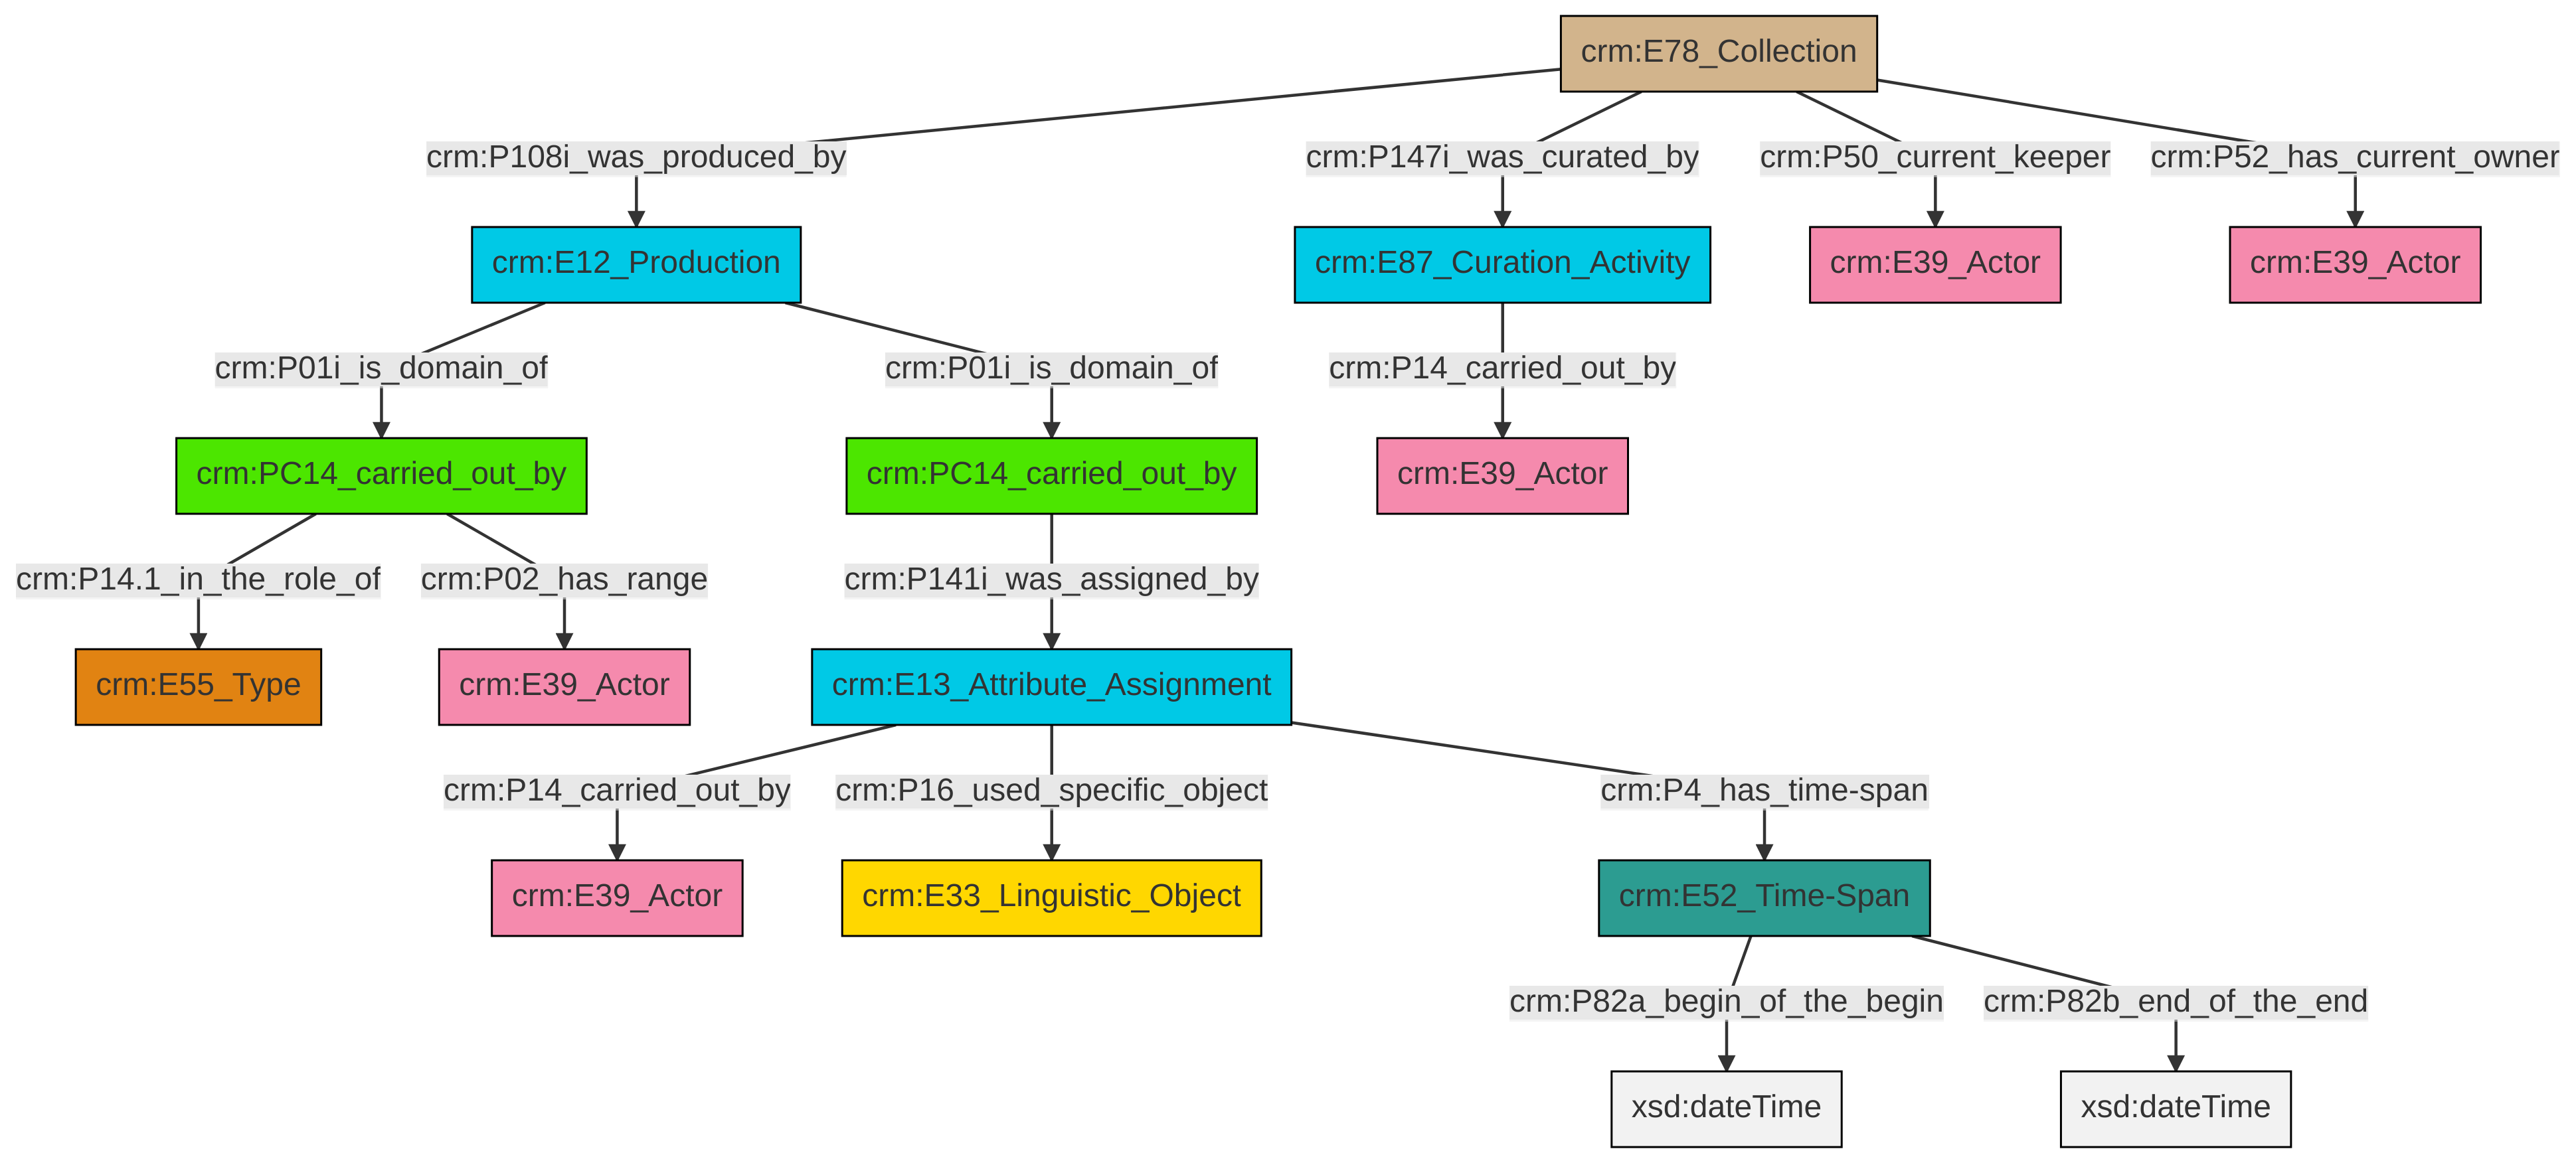 crm:E78_Collection
crm:P108i_was_produced_by
crm:P147i_was_curated_by
crm:P50_current_keeper
crm:P52_has_current_owner
crm:E12_Production
crm:E87_Curation_Activity
crm:E39_Actor
crm:E39_Actor
crm:P01i_is_domain_of
crm:P01i_is_domain_of
crm:P14_carried_out_by
crm:PC14_carried_out_by
crm:PC14_carried_out_by
crm:E39_Actor
crm:P14.1_in_the_role_of
crm:P02_has_range
crm:P141i_was_assigned_by
crm:E55_Type
crm:E39_Actor
crm:E13_Attribute_Assignment
crm:P14_carried_out_by
crm:P16_used_specific_object
crm:P4_has_time-span
crm:E39_Actor
crm:E33_Linguistic_Object
crm:E52_Time-Span
crm:P82a_begin_of_the_begin
crm:P82b_end_of_the_end
xsd:dateTime
xsd:dateTime